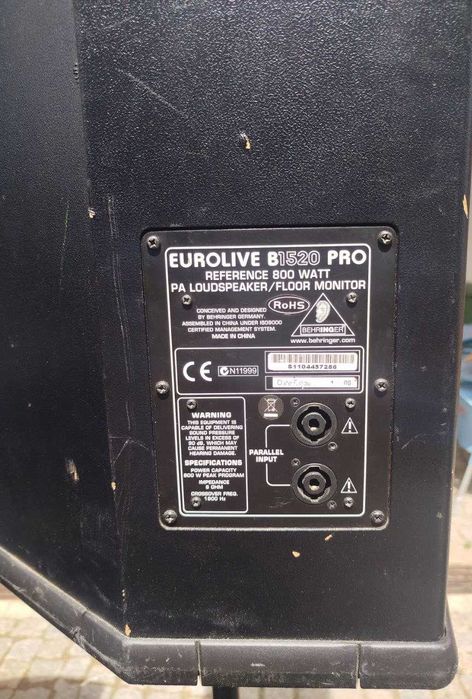 EUROLIVE B1520 PRO
REFERENCE 800 WATT
PA LOUDSPEAKER/FLOOR MONITOR
CONCEIVED AND DESIGNED
BY BEHRINGER GERMANY.
ASSEMBLED IN CHINA UNDER ISO9000
CERTIFIED MANAGEMENT SYSTEM.
MADE IN CHINA
RoHS
BEHRINGER
www.behringer.com
CE N11999
S1104457286
WARNING
THIS EQUIPMENT IS
CAPABLE OF DELIVERING
SOUND PRESSURE
LEVELS IN EXCESS OF
90 dB, WHICH MAY
CAUSE PERMANENT
HEARING DAMAGE.
SPECIFICATIONS
POWER CAPACITY
800 W PEAK PROGRAM
IMPEDANCE
8 OHM
CROSSOVER FREQ.
1900 Hz
PARALLEL
INPUT